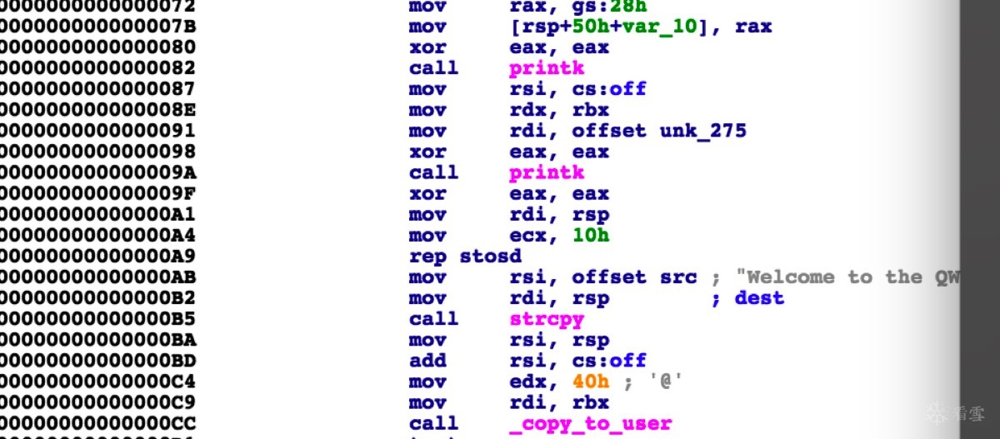 0000000000000072 mov rax, gs:28h
000000000000007B mov [rsp+50h+var_10], rax
0000000000000080 xor eax, eax
0000000000000082 call printk
0000000000000087 mov rsi, cs:off
000000000000008E mov rdx, rbx
0000000000000091 mov rdi, offset unk_275
0000000000000098 xor eax, eax
000000000000009A call printk
000000000000009F xor eax, eax
00000000000000A1 mov rdi, rsp
00000000000000A4 mov ecx, 10h
00000000000000A9 rep stosd
00000000000000AB mov rsi, offset src ; "Welcome to the QW
00000000000000B2 mov rdi, rsp ; dest
00000000000000B5 call strcpy
00000000000000BA mov rsi, rsp
00000000000000BD add rsi, cs:off
00000000000000C4 mov edx, 40h ; '@'
00000000000000C9 mov rdi, rbx
00000000000000CC call _copy_to_user
看雪